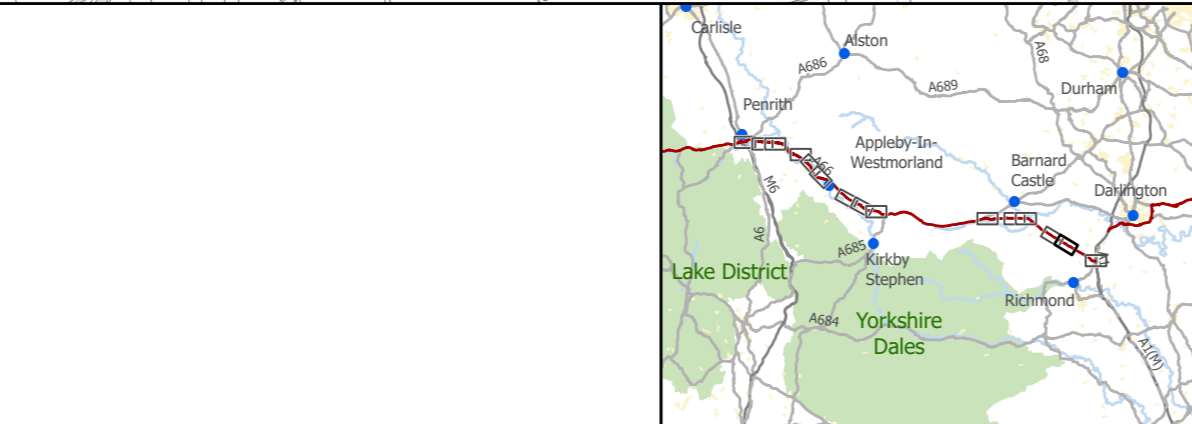 Carlisle
Alston
A68
A686
Durham
A689
Penrith
Appleby-In-
Westmorland
A66
Barnard
Castle
Darlington
M6
A6
A685
Kirkby
Stephen
Lake District
Richmond
A684
Yorkshire
Dales
A1(M)